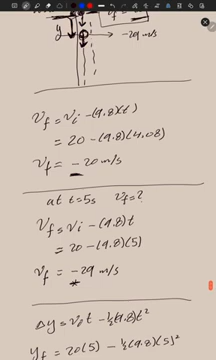 y
-29 m/s
Vf = Vi - (9.8)(t)
= 20 - (9.8)(4.08)
Vf = - 20 m/s
at t = 5s Vf = ?
Vf = Vi - (9.8)t
= 20 - (9.8)(5)
Vf = -29 m/s
Δy = Vit - ½(9.8)t²
yf = 20(5) - ½(9.8)(5)²